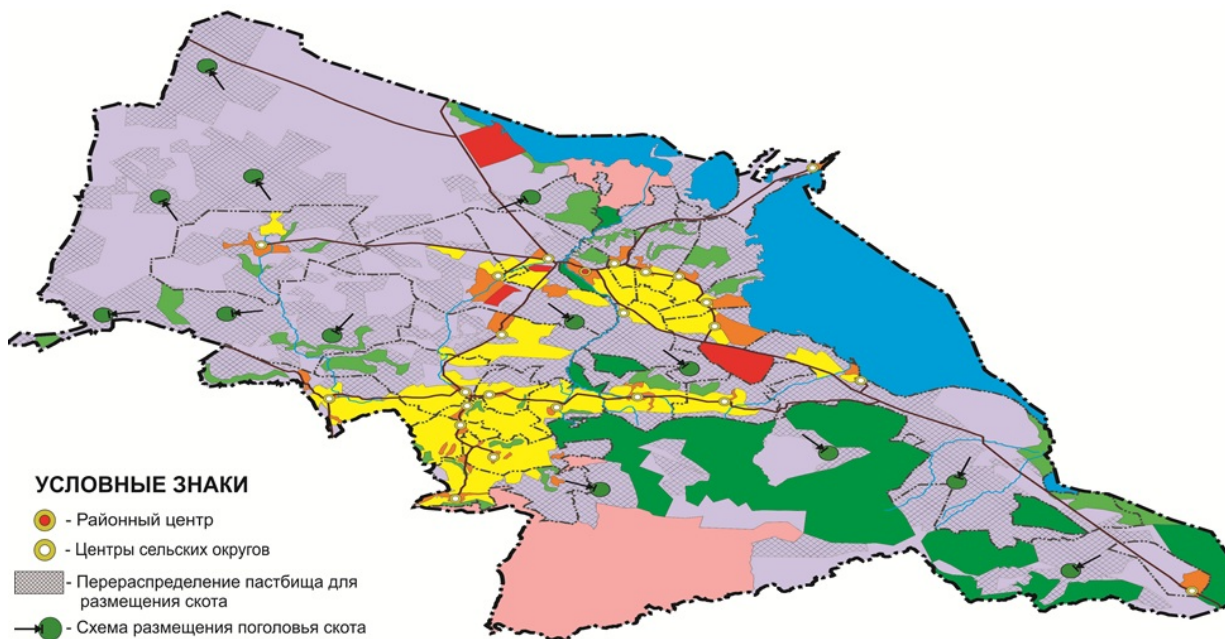 УСЛОВНЫЕ ЗНАКИ
- Районный центр
- Центры сельских округов
- Перераспределение пастбища для
размещения скота
- Схема размещения поголовья скота